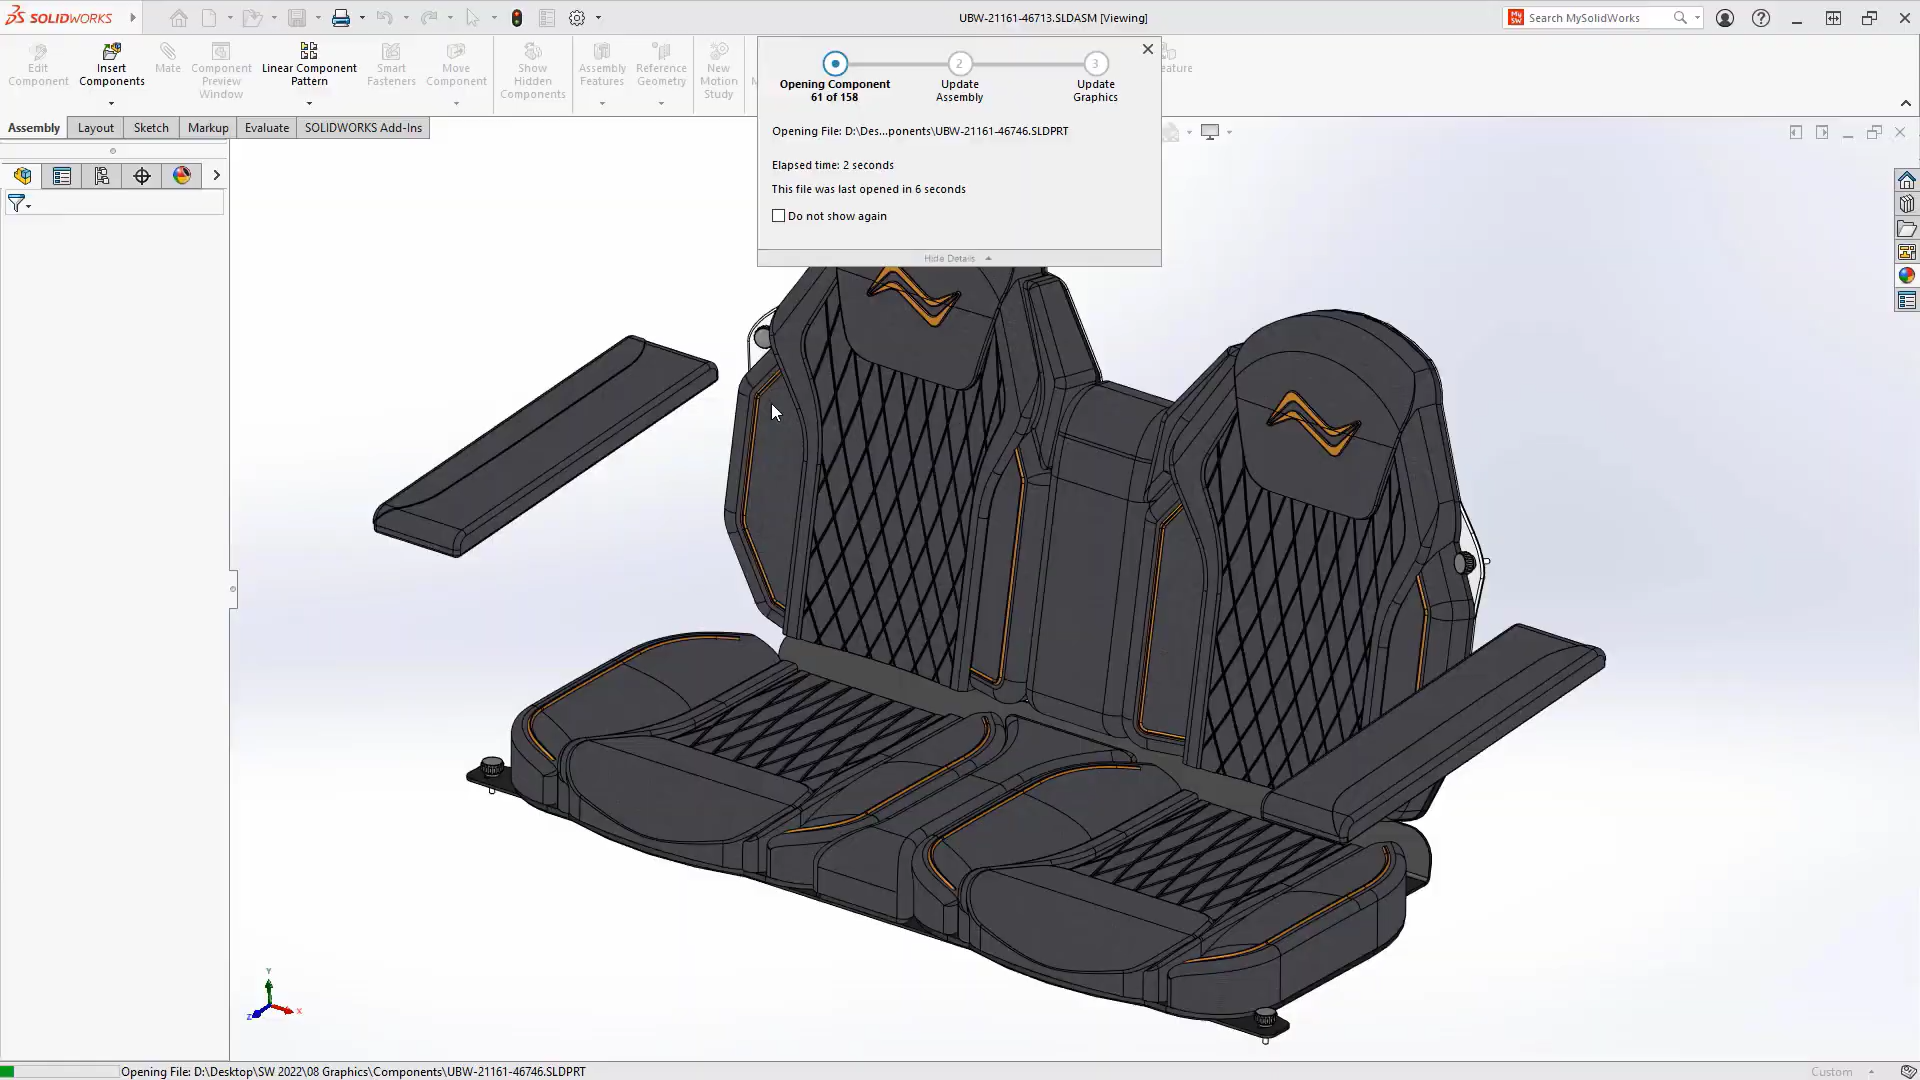 SOLIDWORKS
UBW-21161-46713.SLDASM [Viewing]
Search MySolidWorks
Edit Component
Insert Components
Mate
Component Preview Window
Linear Component Pattern
Smart Fasteners
Move Component
Show Hidden Components
Assembly Features
Reference Geometry
New Motion Study
1
2
3
Opening Component
61 of 158
Update Assembly
Update Graphics
Opening File: D:\Des...ponents\UBW-21161-46746.SLDPRT
Elapsed time: 2 seconds
This file was last opened in 6 seconds
Do not show again
Hide Details
Assembly
Layout
Sketch
Markup
Evaluate
SOLIDWORKS Add-Ins
Y
Z
X
Opening File: D:\Desktop\SW 2022\08 Graphics\Components\UBW-21161-46746.SLDPRT
Custom